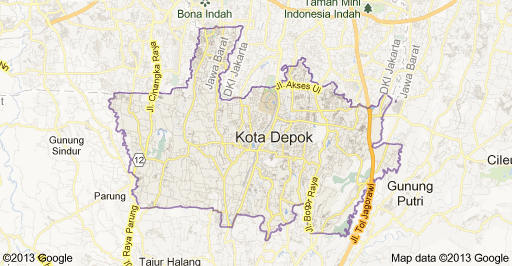 Bona Indah
Taman Mini
Indonesia Indah
Jl. Cinangka Raya
Jawa Barat
DKI Jakarta
Jl. Akses UI
DKI Jakarta
Jawa Barat
Kota Depok
Gunung
Sindur
12
Cileu
Parung
Gunung
Putri
Jl. Raya Parung
Jl. Bogor Raya
Jl. Tol Jagorawi
Tajur Halang
©2013 Google
Map data ©2013 Google